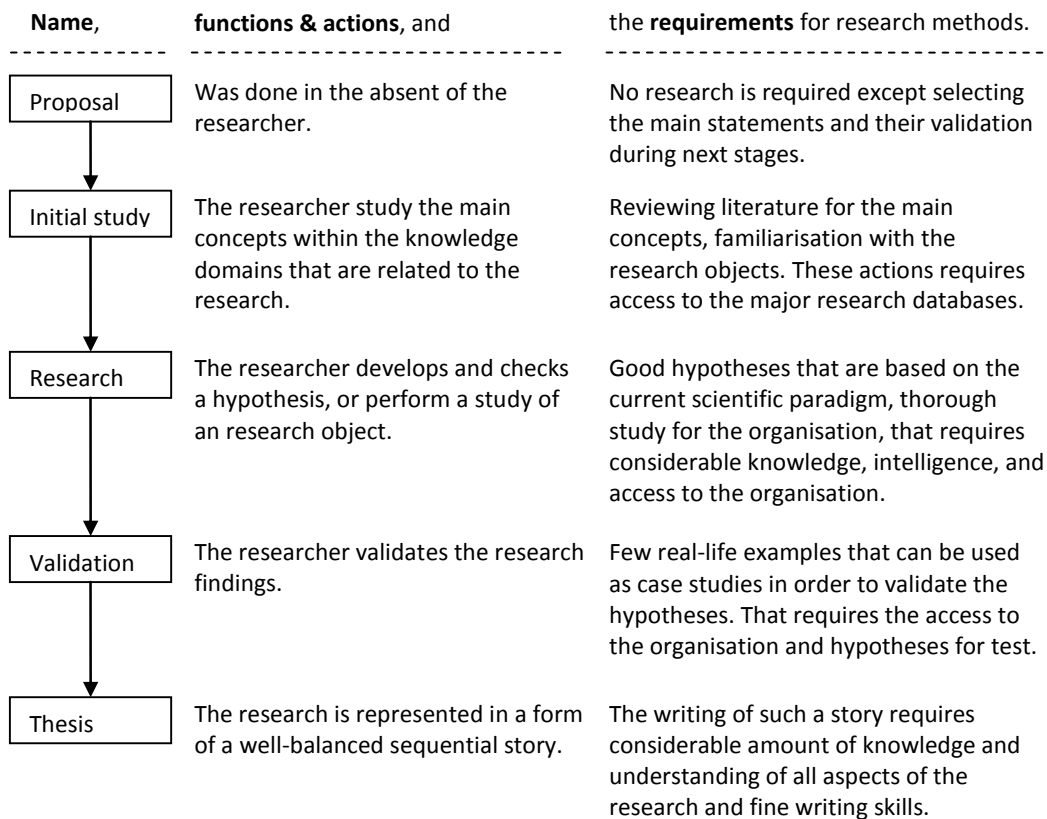 Name,
functions & actions, and
the requirements for research methods.
Proposal
Was done in the absent of the
researcher.
No research is required except selecting
the main statements and their validation
during next stages.
Initial study
The researcher study the main
concepts within the knowledge
domains that are related to the
research.
Reviewing literature for the main
concepts, familiarisation with the
research objects. These actions requires
access to the major research databases.
Research
The researcher develops and checks
a hypothesis, or perform a study of
an research object.
Good hypotheses that are based on the
current scientific paradigm, thorough
study for the organisation, that requires
considerable knowledge, intelligence, and
access to the organisation.
Validation
The researcher validates the research
findings.
Few real-life examples that can be used
as case studies in order to validate the
hypotheses. That requires the access to
the organisation and hypotheses for test.
Thesis
The research is represented in a form
of a well-balanced sequential story.
The writing of such a story requires
considerable amount of knowledge and
understanding of all aspects of the
research and fine writing skills.